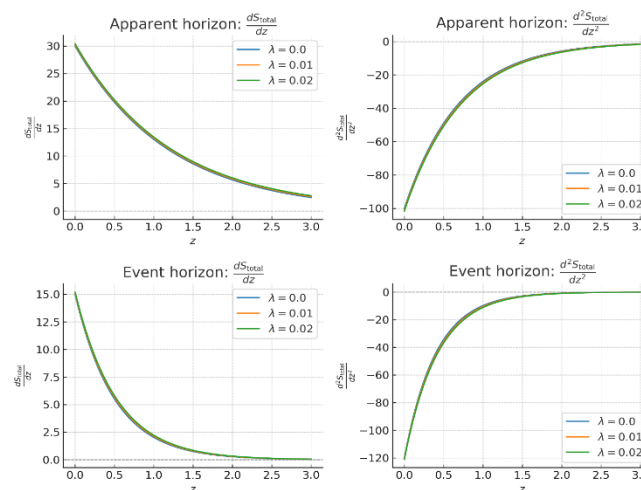 Apparent horizon: dS_total/dz
30
25
20
15
10
5
0
dS_total/dz
λ = 0.0
λ = 0.01
λ = 0.02
0.0 0.5 1.0 1.5 2.0 2.5 3.0
z
Apparent horizon: d²S_total/dz²
0
−20
−40
−60
−80
−100
d²S_total/dz²
λ = 0.0
λ = 0.01
λ = 0.02
0.0 0.5 1.0 1.5 2.0 2.5 3.0
z
Event horizon: dS_total/dz
15.0
12.5
10.0
7.5
5.0
2.5
0.0
dS_total/dz
λ = 0.0
λ = 0.01
λ = 0.02
0.0 0.5 1.0 1.5 2.0 2.5 3.0
z
Event horizon: d²S_total/dz²
0
−20
−40
−60
−80
−100
−120
d²S_total/dz²
λ = 0.0
λ = 0.01
λ = 0.02
0.0 0.5 1.0 1.5 2.0 2.5 3.0
z